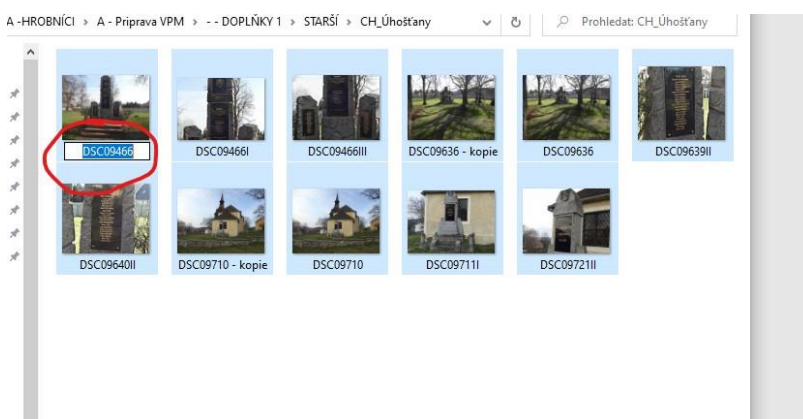 A -HROBNÍCI > A - Priprava VPM > - - DOPLŇKY 1 > STARŠÍ > CH_Úhošťany
Prohledat: CH_Úhošťany
DSC09466
DSC09466I
DSC09466III
DSC09636 - kopie
DSC09636
DSC09639II
DSC09640II
DSC09710 - kopie
DSC09710
DSC09711I
DSC09721II